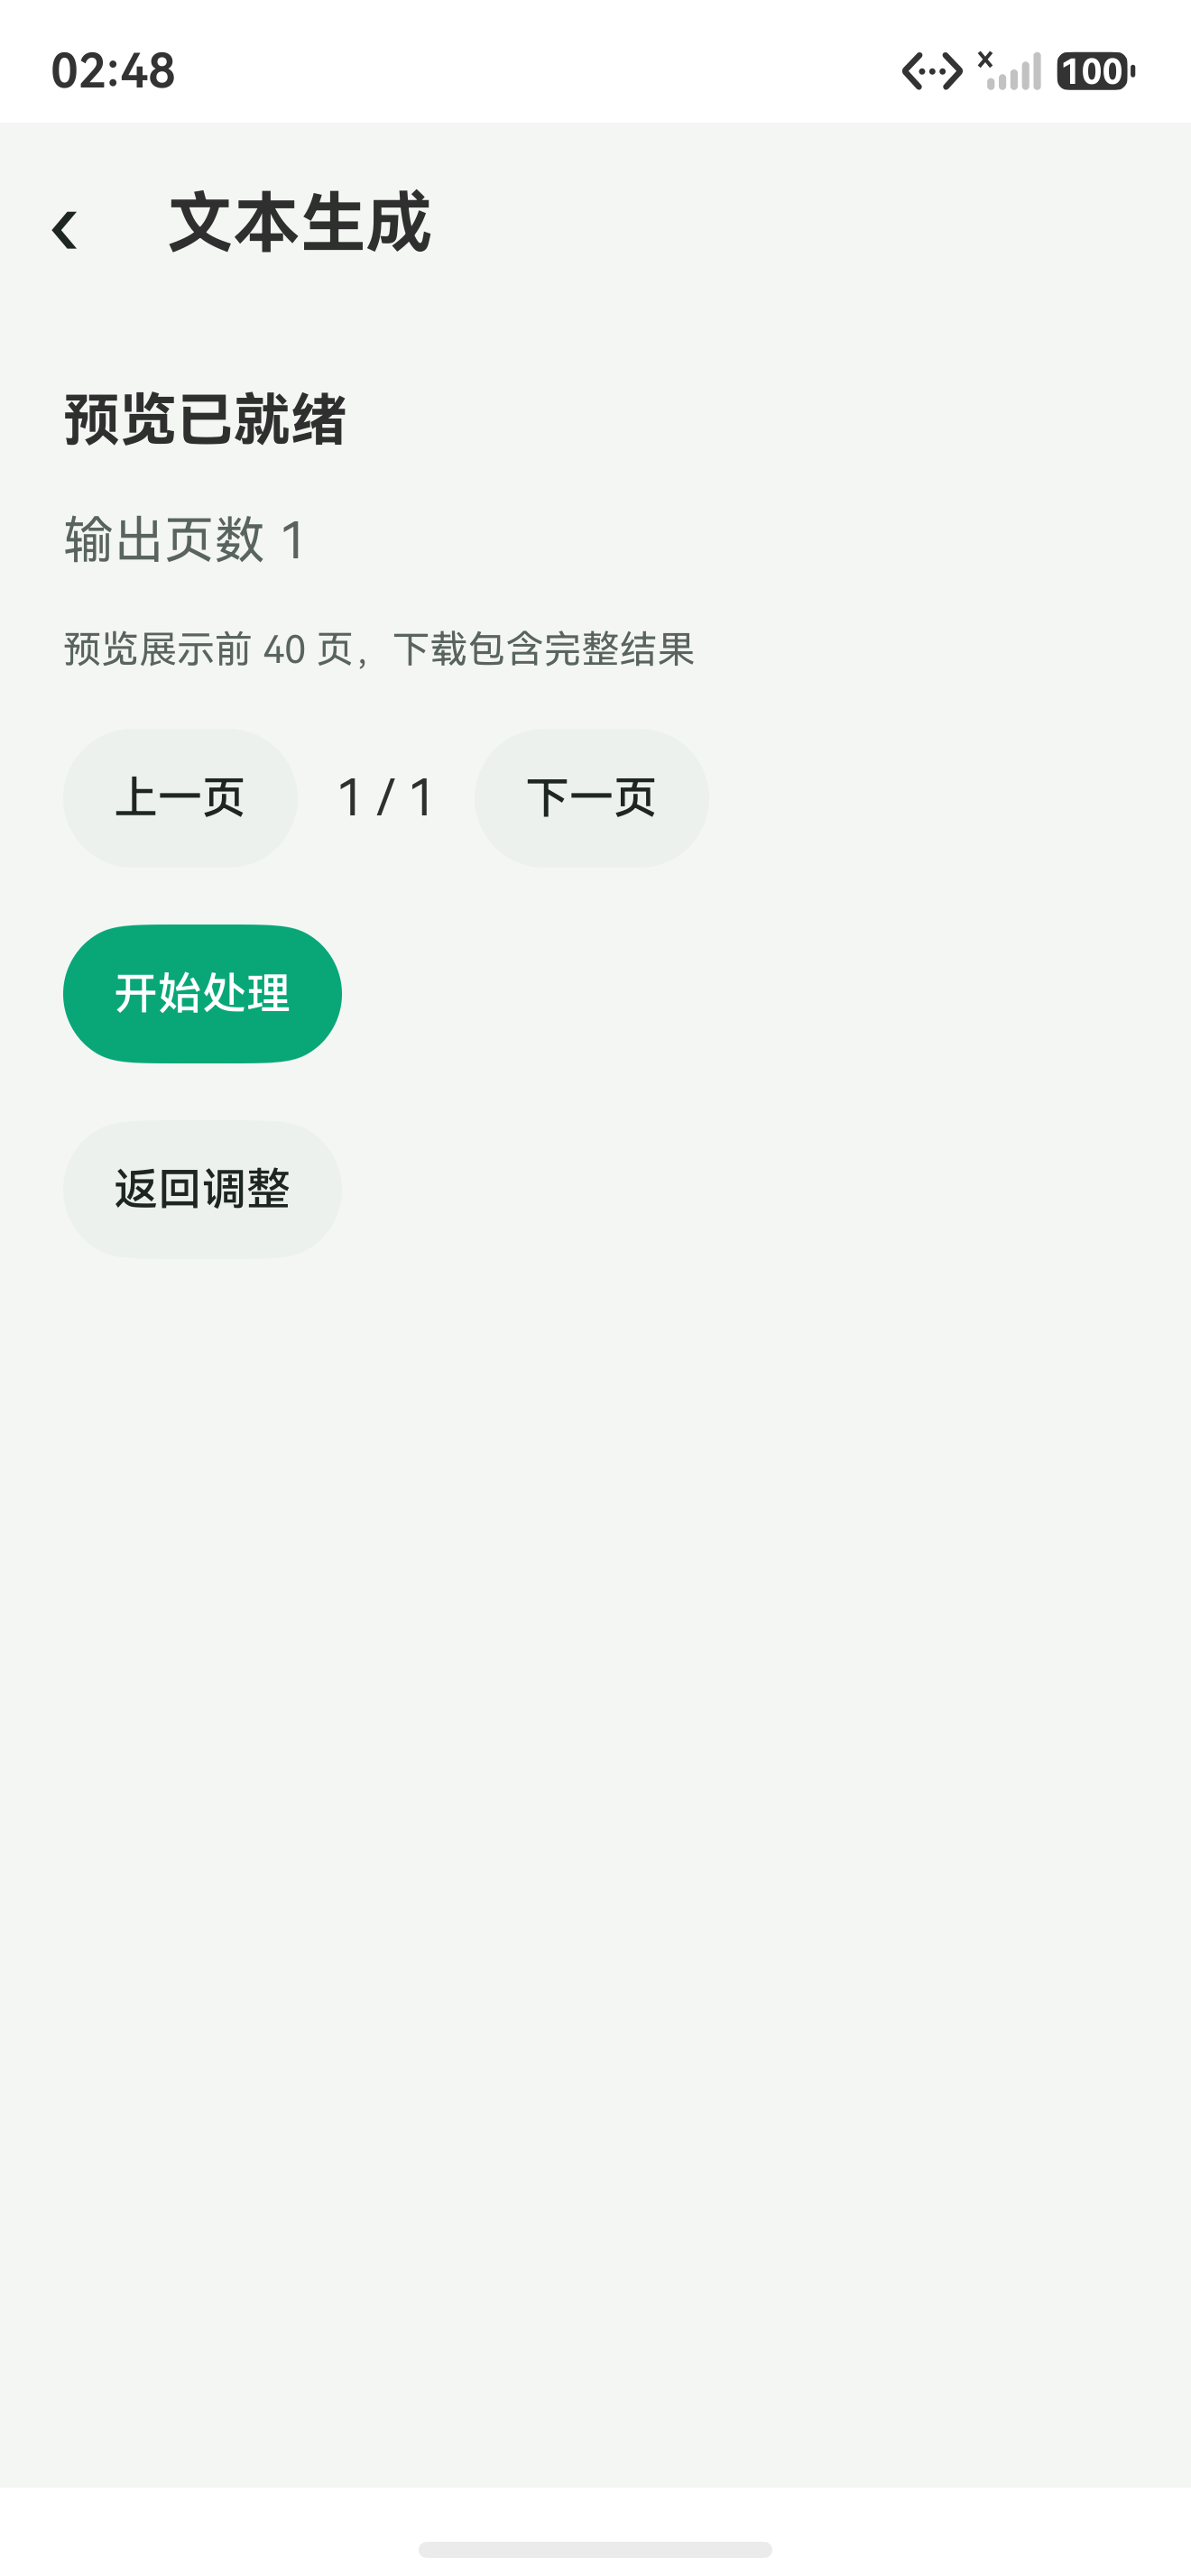 02:48
100
文本生成
预览已就绪
输出页数 1
预览展示前 40 页，下载包含完整结果
上一页
1 / 1
下一页
开始处理
返回调整